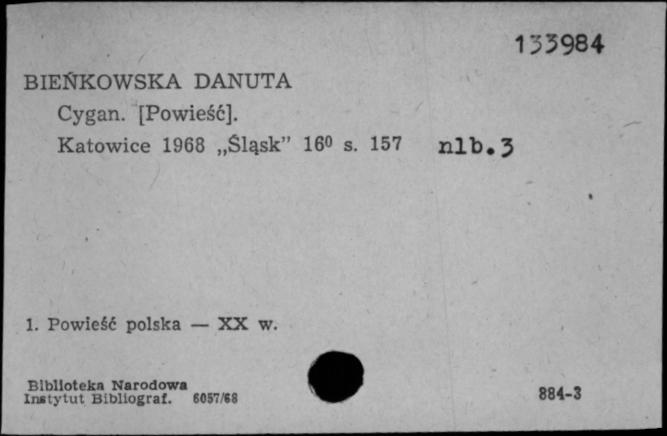 133984
BIEŃKOWSKA DANUTA
Cygan. [Powieść].
Katowice 1968 „Śląsk” 16⁰ s. 157 nlb.3
1. Powieść polska — XX w.
Biblioteka Narodowa
Instytut Bibliograf. 6057/68
884-3